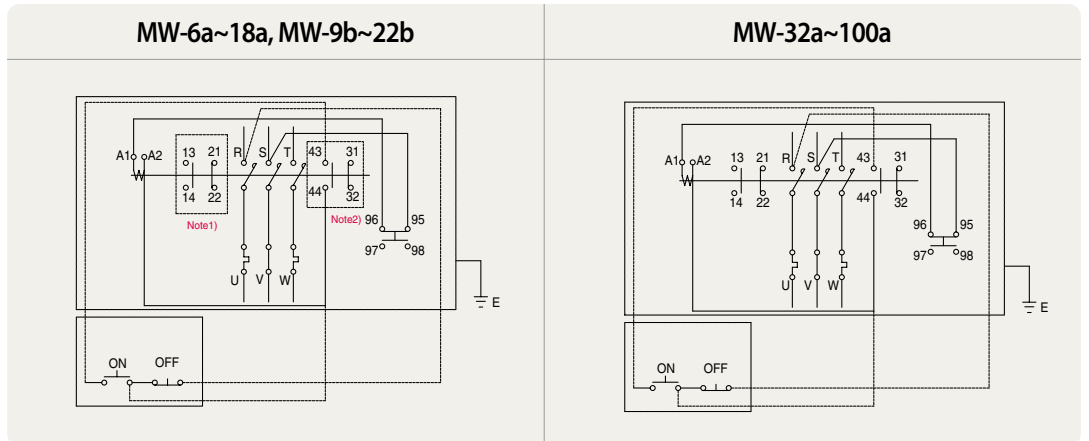 MW-6a~18a, MW-9b~22b
MW-32a~100a
A1 A2 13 21 R S T 43 31
14 22 44 32
Note1) Note2) 96 95
97 98
U V W
E
ON OFF
A1 A2 13 21 R S T 43 31
14 22 44 32
96 95
97 98
U V W
E
ON OFF